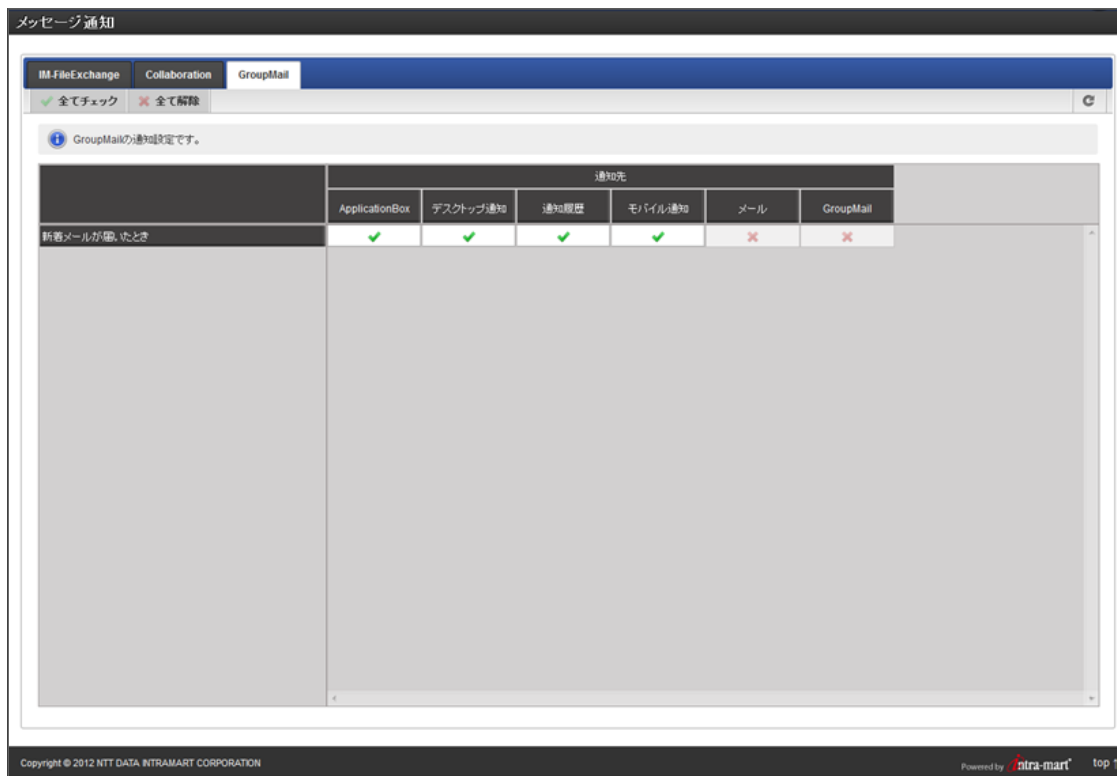 メッセージ通知
IM-FileExchange Collaboration GroupMail
全てチェック 全て解除
GroupMailの通知設定です。
通知先
ApplicationBox デスクトップ通知 通知履歴 モバイル通知 メール GroupMail
新着メールが届いたとき
Copyright © 2012 NTT DATA INTRAMART CORPORATION
Powered by intra-mart top